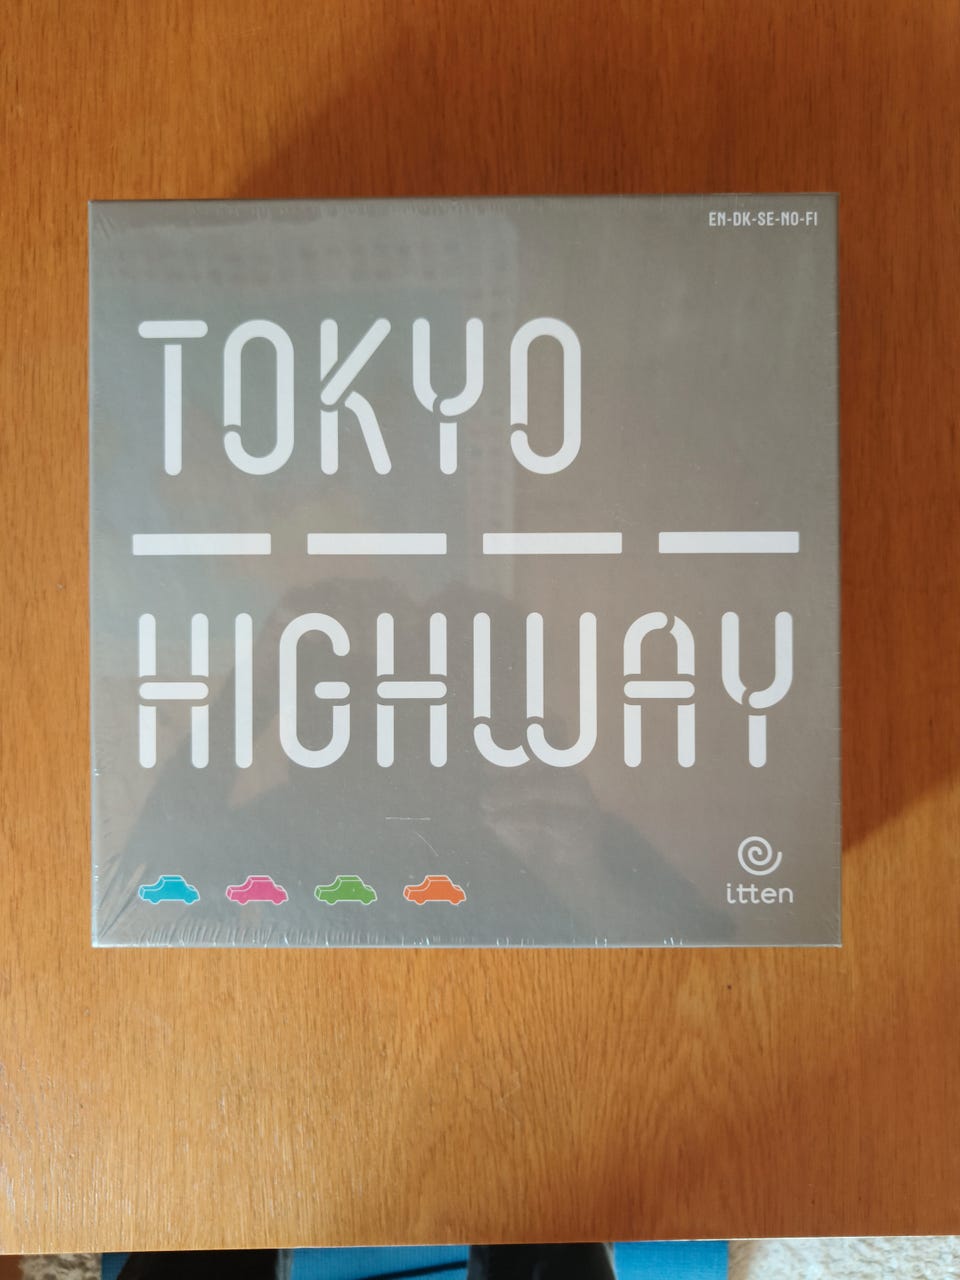 EN-DK-SE-NO-FI
TOKYO
HIGHWAY
itten